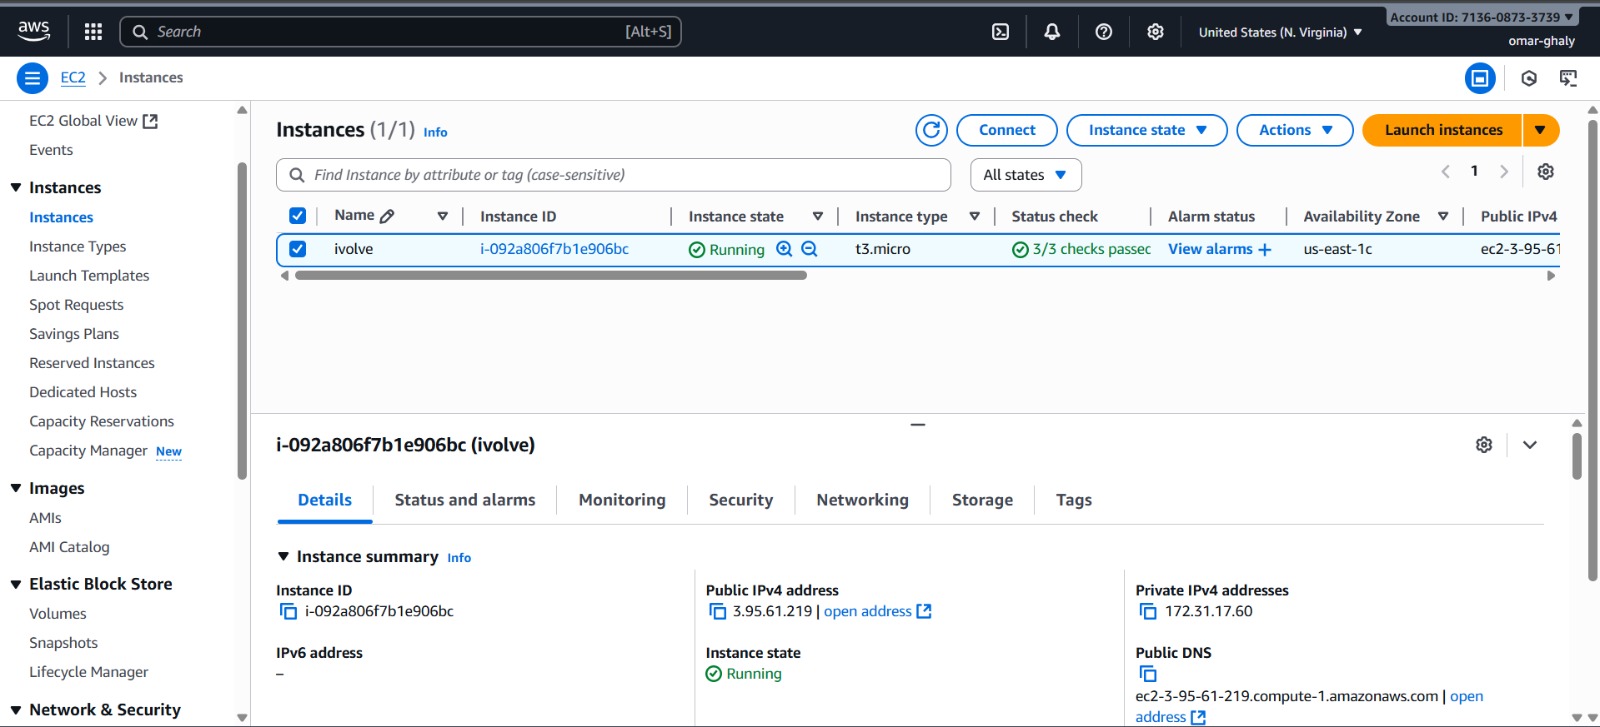 Account ID: 7136-0873-3739
aws
Search [Alt+S]
United States (N. Virginia)
omar-ghaly
EC2 > Instances
EC2 Global View
Events
Instances
Instances
Instance Types
Launch Templates
Spot Requests
Savings Plans
Reserved Instances
Dedicated Hosts
Capacity Reservations
Capacity Manager New
Images
AMIs
AMI Catalog
Elastic Block Store
Volumes
Snapshots
Lifecycle Manager
Network & Security
Instances (1/1) Info
Connect
Instance state
Actions
Launch instances
Find Instance by attribute or tag (case-sensitive)
All states
1
Name Instance ID Instance state Instance type Status check Alarm status Availability Zone Public IPv4
ivolve i-092a806f7b1e906bc Running t3.micro 3/3 checks passec View alarms + us-east-1c ec2-3-95-61
i-092a806f7b1e906bc (ivolve)
Details Status and alarms Monitoring Security Networking Storage Tags
Instance summary Info
Instance ID
i-092a806f7b1e906bc
IPv6 address
–
Public IPv4 address
3.95.61.219 | open address
Instance state
Running
Private IPv4 addresses
172.31.17.60
Public DNS
ec2-3-95-61-219.compute-1.amazonaws.com | open
address